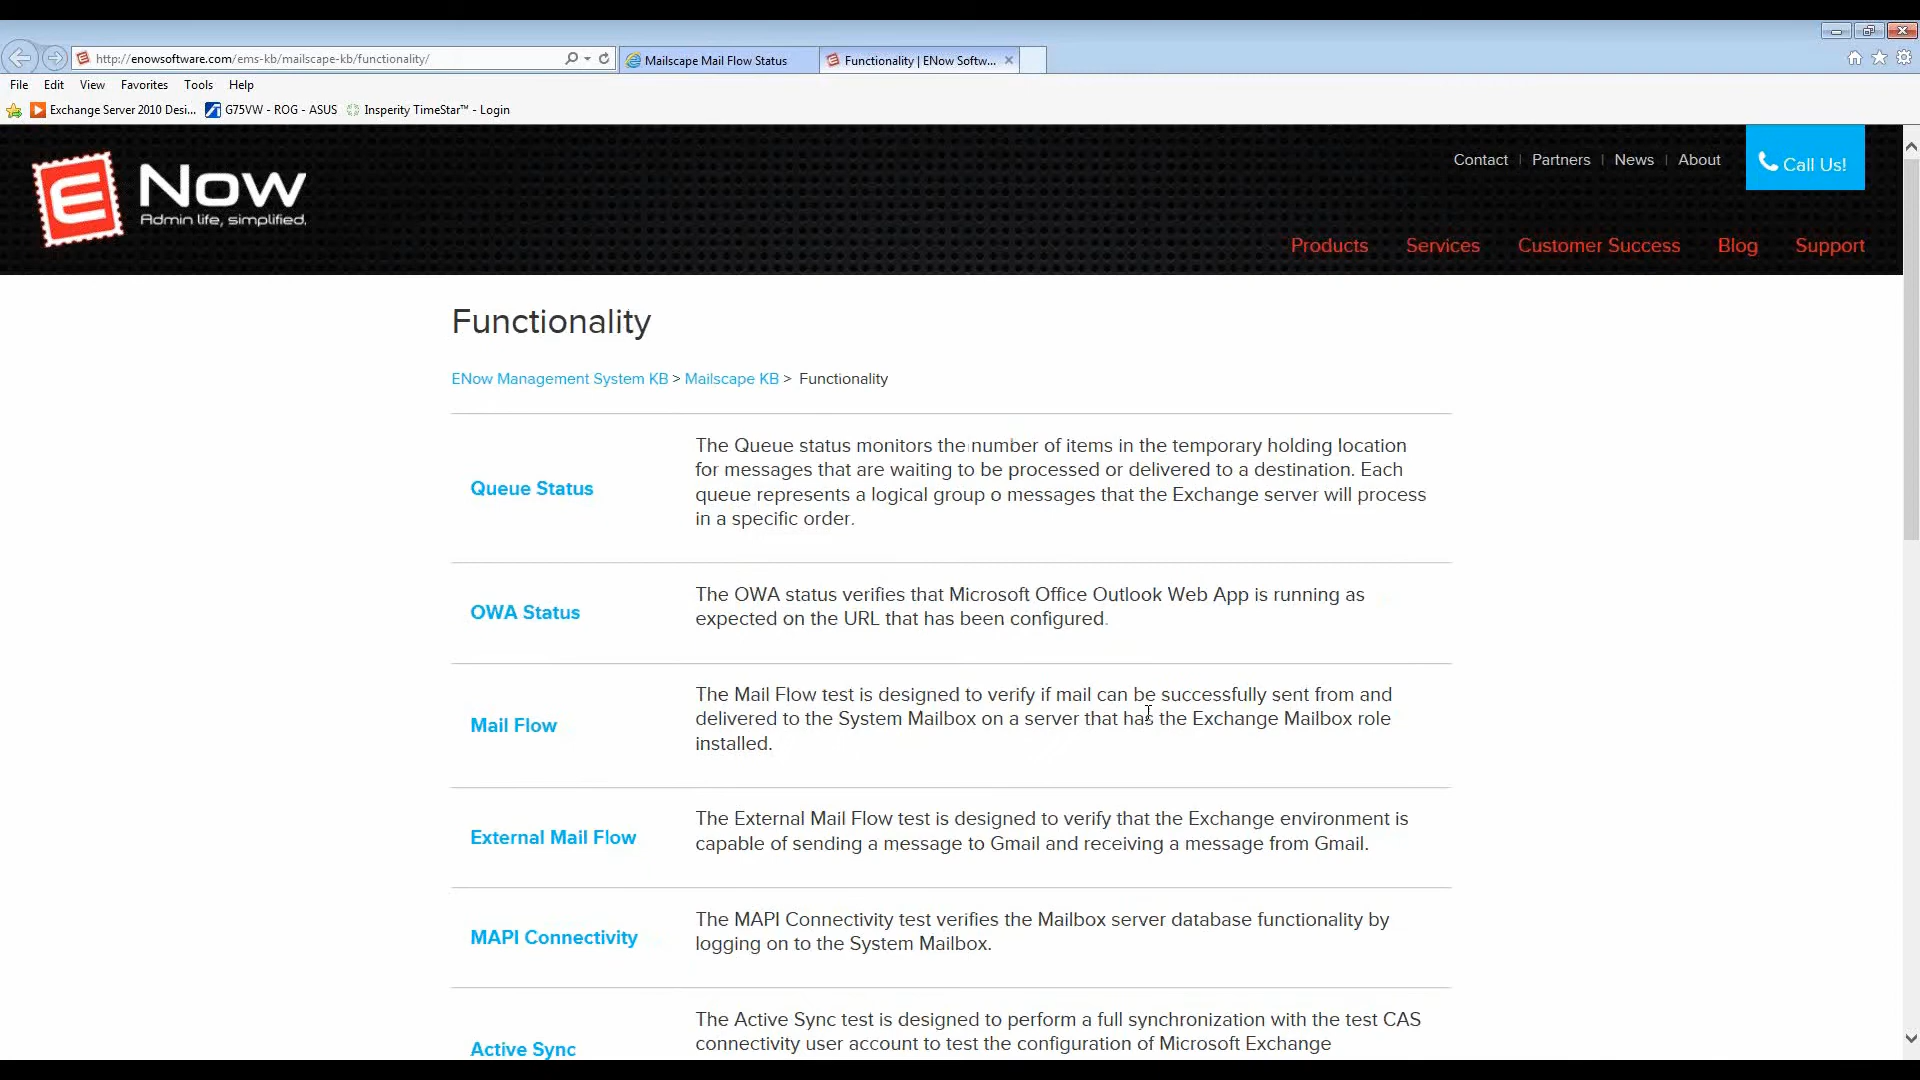 http://enowsoftware.com/ems-kb/mailscape-kb/functionality/
Mailscape Mail Flow Status
Functionality | ENow Softw...
File Edit View Favorites Tools Help
Exchange Server 2010 Desi... G75VW - ROG - ASUS Insperity TimeStar™ - Login
E NOW
Admin life, simplified.
Contact | Partners | News | About
Call Us!
Products Services Customer Success Blog Support
Functionality
ENow Management System KB > Mailscape KB > Functionality
Queue Status
The Queue status monitors the number of items in the temporary holding location
for messages that are waiting to be processed or delivered to a destination. Each
queue represents a logical group o messages that the Exchange server will process
in a specific order.
OWA Status
The OWA status verifies that Microsoft Office Outlook Web App is running as
expected on the URL that has been configured.
Mail Flow
The Mail Flow test is designed to verify if mail can be successfully sent from and
delivered to the System Mailbox on a server that has the Exchange Mailbox role
installed.
External Mail Flow
The External Mail Flow test is designed to verify that the Exchange environment is
capable of sending a message to Gmail and receiving a message from Gmail.
MAPI Connectivity
The MAPI Connectivity test verifies the Mailbox server database functionality by
logging on to the System Mailbox.
Active Sync
The Active Sync test is designed to perform a full synchronization with the test CAS
connectivity user account to test the configuration of Microsoft Exchange